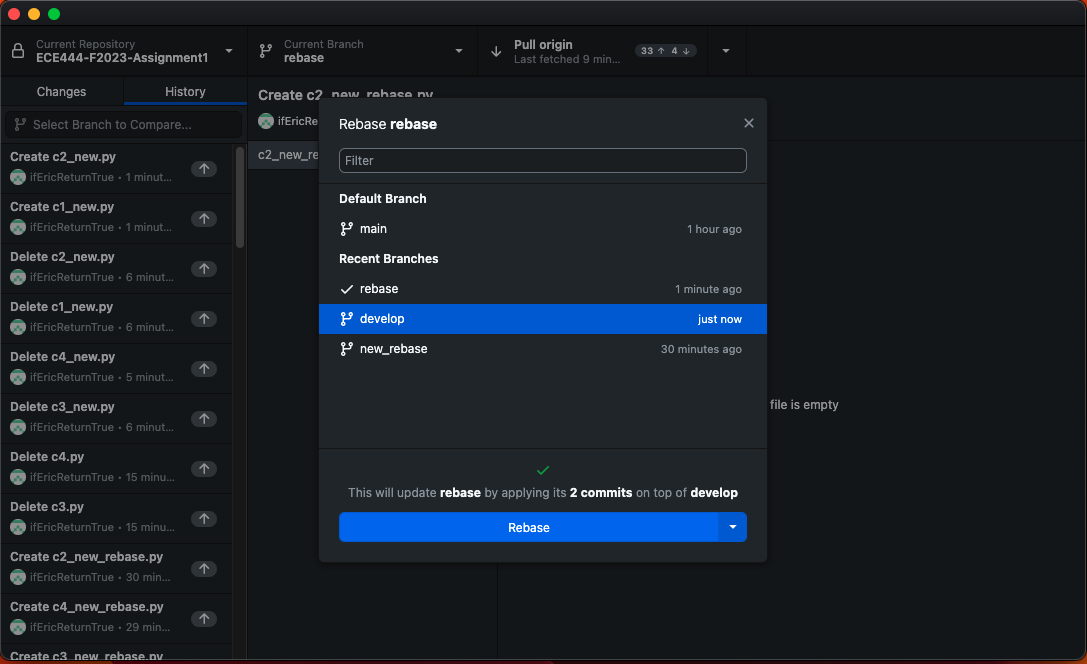 Current Repository
ECE444-F2023-Assignment1
Current Branch
rebase
Pull origin
Last fetched 9 min...
33 ↑ 4 ↓
Changes
History
Select Branch to Compare...
Create c2_new.py
ifEricReturnTrue • 1 minut...
Create c1_new.py
ifEricReturnTrue • 1 minut...
Delete c2_new.py
ifEricReturnTrue • 6 minut...
Delete c1_new.py
ifEricReturnTrue • 6 minut...
Delete c4_new.py
ifEricReturnTrue • 5 minut...
Delete c3_new.py
ifEricReturnTrue • 6 minut...
Delete c4.py
ifEricReturnTrue • 15 minu...
Delete c3.py
ifEricReturnTrue • 15 minu...
Create c2_new_rebase.py
ifEricReturnTrue • 30 min...
Create c4_new_rebase.py
ifEricReturnTrue • 29 min...
Create c3_new_rebase.py
Create c2_new_rebase.py
ifEricRe
c2_new_re
Rebase rebase
Filter
Default Branch
main 1 hour ago
Recent Branches
rebase 1 minute ago
develop just now
new_rebase 30 minutes ago
This will update rebase by applying its 2 commits on top of develop
Rebase
file is empty